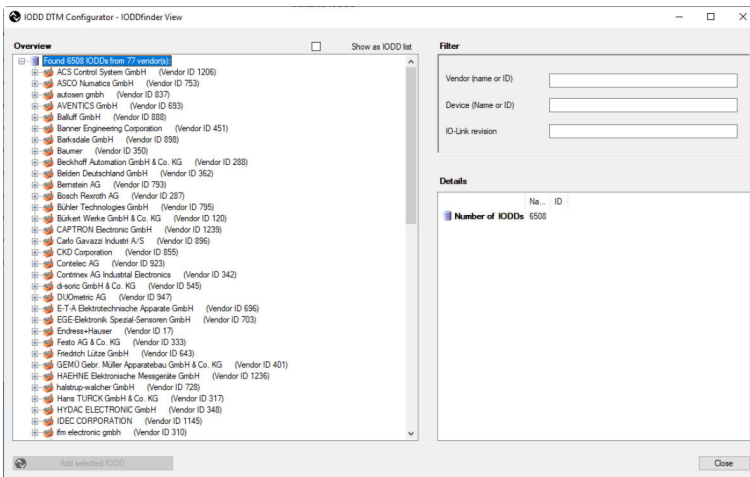 IODD DTM Configurator - IODDfinder View
Overview
Show as IODD list
Found 6508 IODDs from 77 vendor(s):
ACS Control System GmbH (Vendor ID 1206)
ASCO Numatics GmbH (Vendor ID 753)
autosen gmbh (Vendor ID 837)
AVENTICS GmbH (Vendor ID 693)
Balluff GmbH (Vendor ID 888)
Banner Engineering Corporation (Vendor ID 451)
Barksdale GmbH (Vendor ID 898)
Baumer (Vendor ID 350)
Beckhoff Automation GmbH & Co. KG (Vendor ID 288)
Belden Deutschland GmbH (Vendor ID 362)
Bernstein AG (Vendor ID 793)
Bosch Rexroth AG (Vendor ID 287)
Bühler Technologies GmbH (Vendor ID 795)
Bürkert Werke GmbH & Co. KG (Vendor ID 120)
CAPTRON Electronic GmbH (Vendor ID 1239)
Carlo Gavazzi Industri A/S (Vendor ID 896)
CKD Corporation (Vendor ID 855)
Contelec AG (Vendor ID 923)
Contrinex AG Industrial Electronics (Vendor ID 342)
di-soric GmbH & Co. KG (Vendor ID 545)
DUOmetric AG (Vendor ID 947)
E-T-A Elektrotechnische Apparate GmbH (Vendor ID 696)
EGE-Elektronik Spezial-Sensoren GmbH (Vendor ID 703)
Endress+Hauser (Vendor ID 17)
Festo AG & Co. KG (Vendor ID 333)
Friedrich Lütze GmbH (Vendor ID 643)
GEMÜ Gebr. Müller Apparatebau GmbH & Co. KG (Vendor ID 401)
HAEHNE Elektronische Messgeräte GmbH (Vendor ID 1236)
halstrup-walcher GmbH (Vendor ID 728)
Hans TURCK GmbH & Co. KG (Vendor ID 317)
HYDAC ELECTRONIC GmbH (Vendor ID 348)
IDEC CORPORATION (Vendor ID 1145)
ifm electronic gmbh (Vendor ID 310)
Add selected IODD
Filter
Vendor (name or ID)
Device (Name or ID)
IO-Link revision
Details
Na... ID
Number of IODDs 6508
Close